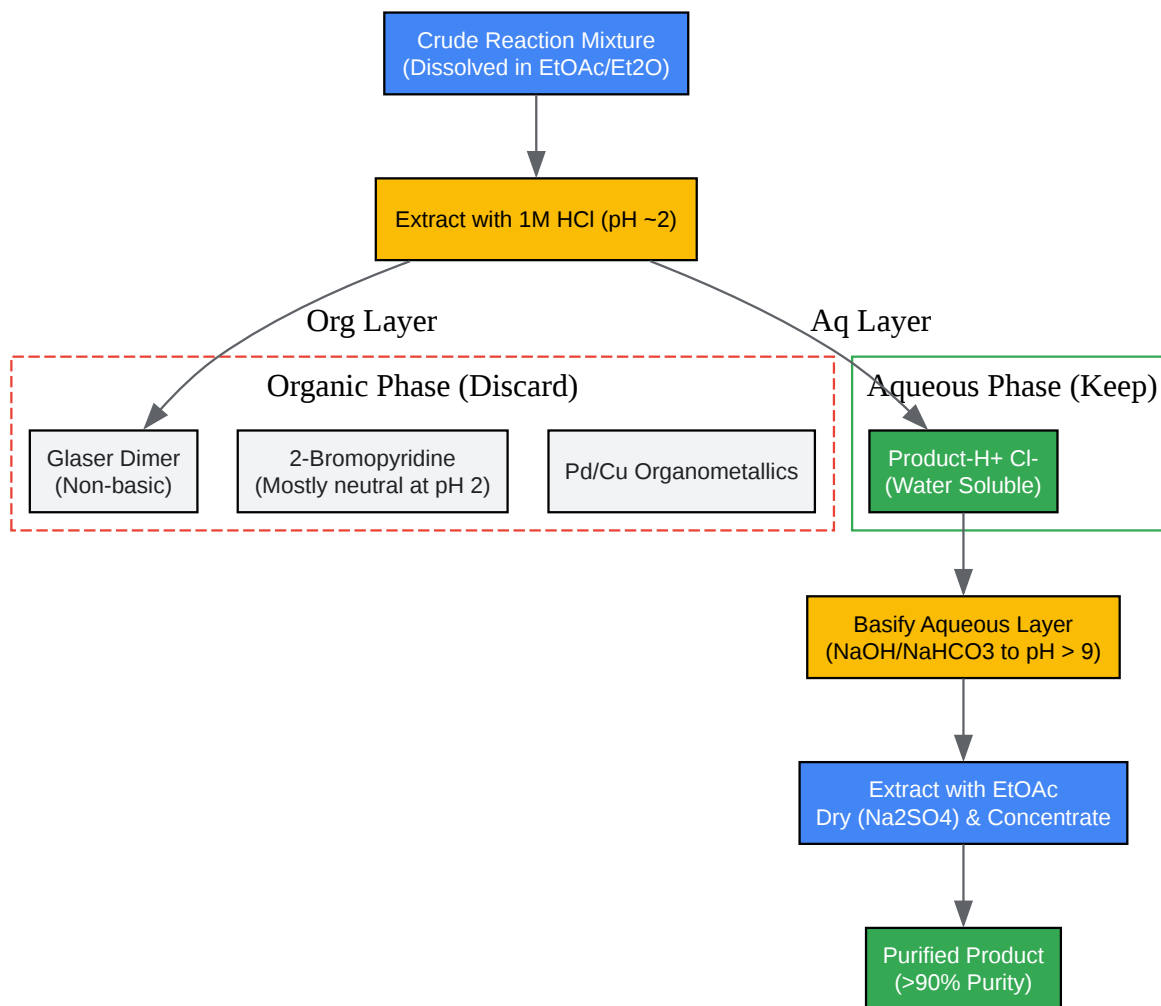 Crude Reaction Mixture
(Dissolved in EtOAc/Et2O)
Extract with 1M HCl (pH ~2)
Org Layer
Aq Layer
Organic Phase (Discard)
Aqueous Phase (Keep)
Glaser Dimer
(Non-basic)
2-Bromopyridine
(Mostly neutral at pH 2)
Pd/Cu Organometallics
Product-H+ Cl-
(Water Soluble)
Basify Aqueous Layer
(NaOH/NaHCO3 to pH > 9)
Extract with EtOAc
Dry (Na2SO4) & Concentrate
Purified Product
(>90% Purity)